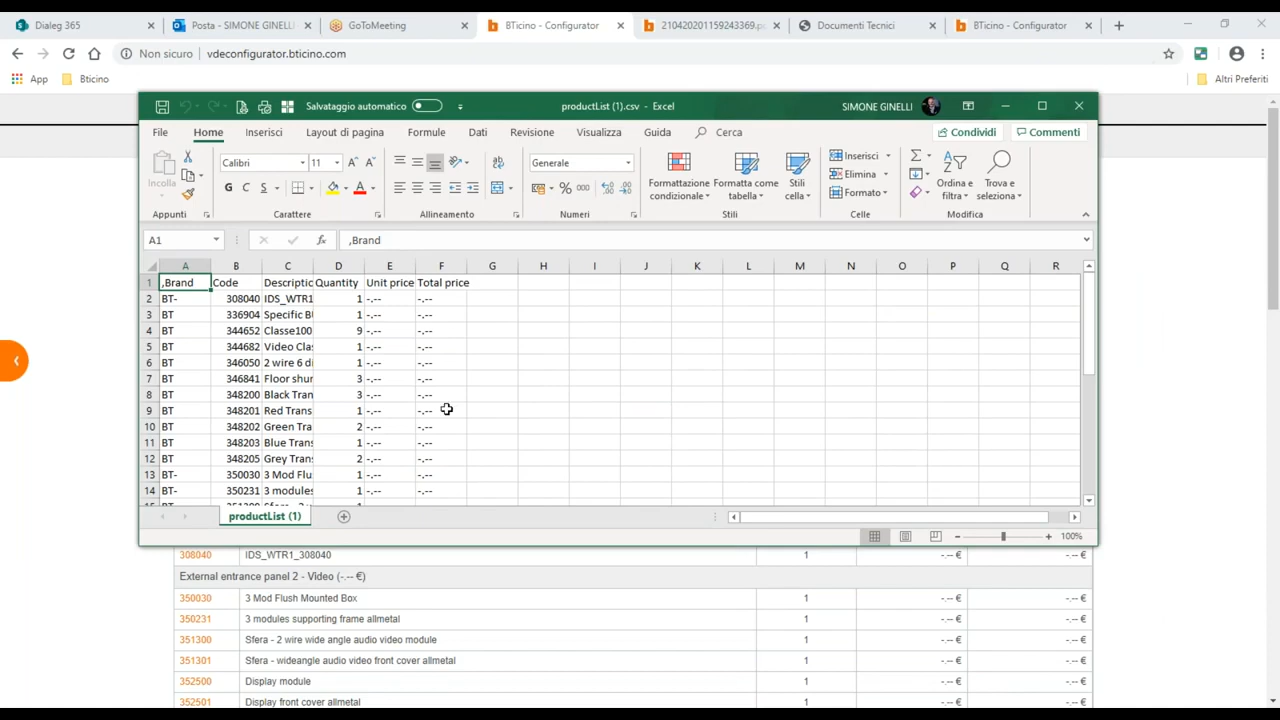 Dialeg 365
Posta - SIMONE GINELLI
GoToMeeting
BTicino - Configurator
210420201159243369.p
Documenti Tecnici
BTicino - Configurator
Non sicuro vdeconfigurator.bticino.com
App Bticino Altri Preferiti
Salvataggio automatico productList (1).csv - Excel SIMONE GINELLI
File Home Inserisci Layout di pagina Formule Dati Revisione Visualizza Guida Cerca Condividi Commenti
Incolla
Calibri 11
Generale
Formattazione condizionale
Formatta come tabella
Stili cella
Inserisci
Elimina
Formato
Ordina e filtra
Trova e seleziona
G C S
Appunti Carattere Allineamento Numeri Stili Celle Modifica
A1 fx ,Brand
A B C D E F G H I J K L M N O P Q R
1 ,Brand Code Descriptic Quantity Unit price Total price
2 BT- 308040 IDS_WTR1 1 -.-- -.--
3 BT 336904 Specific Bu 1 -.-- -.--
4 BT 344652 Classe100 9 -.-- -.--
5 BT 344682 Video Clas 1 -.-- -.--
6 BT 346050 2 wire 6 di 1 -.-- -.--
7 BT 346841 Floor shun 3 -.-- -.--
8 BT 348200 Black Tran 3 -.-- -.--
9 BT 348201 Red Trans 1 -.-- -.--
10 BT 348202 Green Tra 2 -.-- -.--
11 BT 348203 Blue Trans 1 -.-- -.--
12 BT 348205 Grey Trans 2 -.-- -.--
13 BT- 350030 3 Mod Flu 1 -.-- -.--
14 BT- 350231 3 modules 1 -.-- -.--
productList (1)
100%
308040 IDS_WTR1_308040 1 -.-- € -.-- €
External entrance panel 2 - Video (-.-- €)
350030 3 Mod Flush Mounted Box 1 -.-- € -.-- €
350231 3 modules supporting frame allmetal 1 -.-- € -.-- €
351300 Sfera - 2 wire wide angle audio video module 1 -.-- € -.-- €
351301 Sfera - wideangle audio video front cover allmetal 1 -.-- € -.-- €
352500 Display module 1 -.-- € -.-- €
352501 Display front cover allmetal 1 -.-- € -.-- €